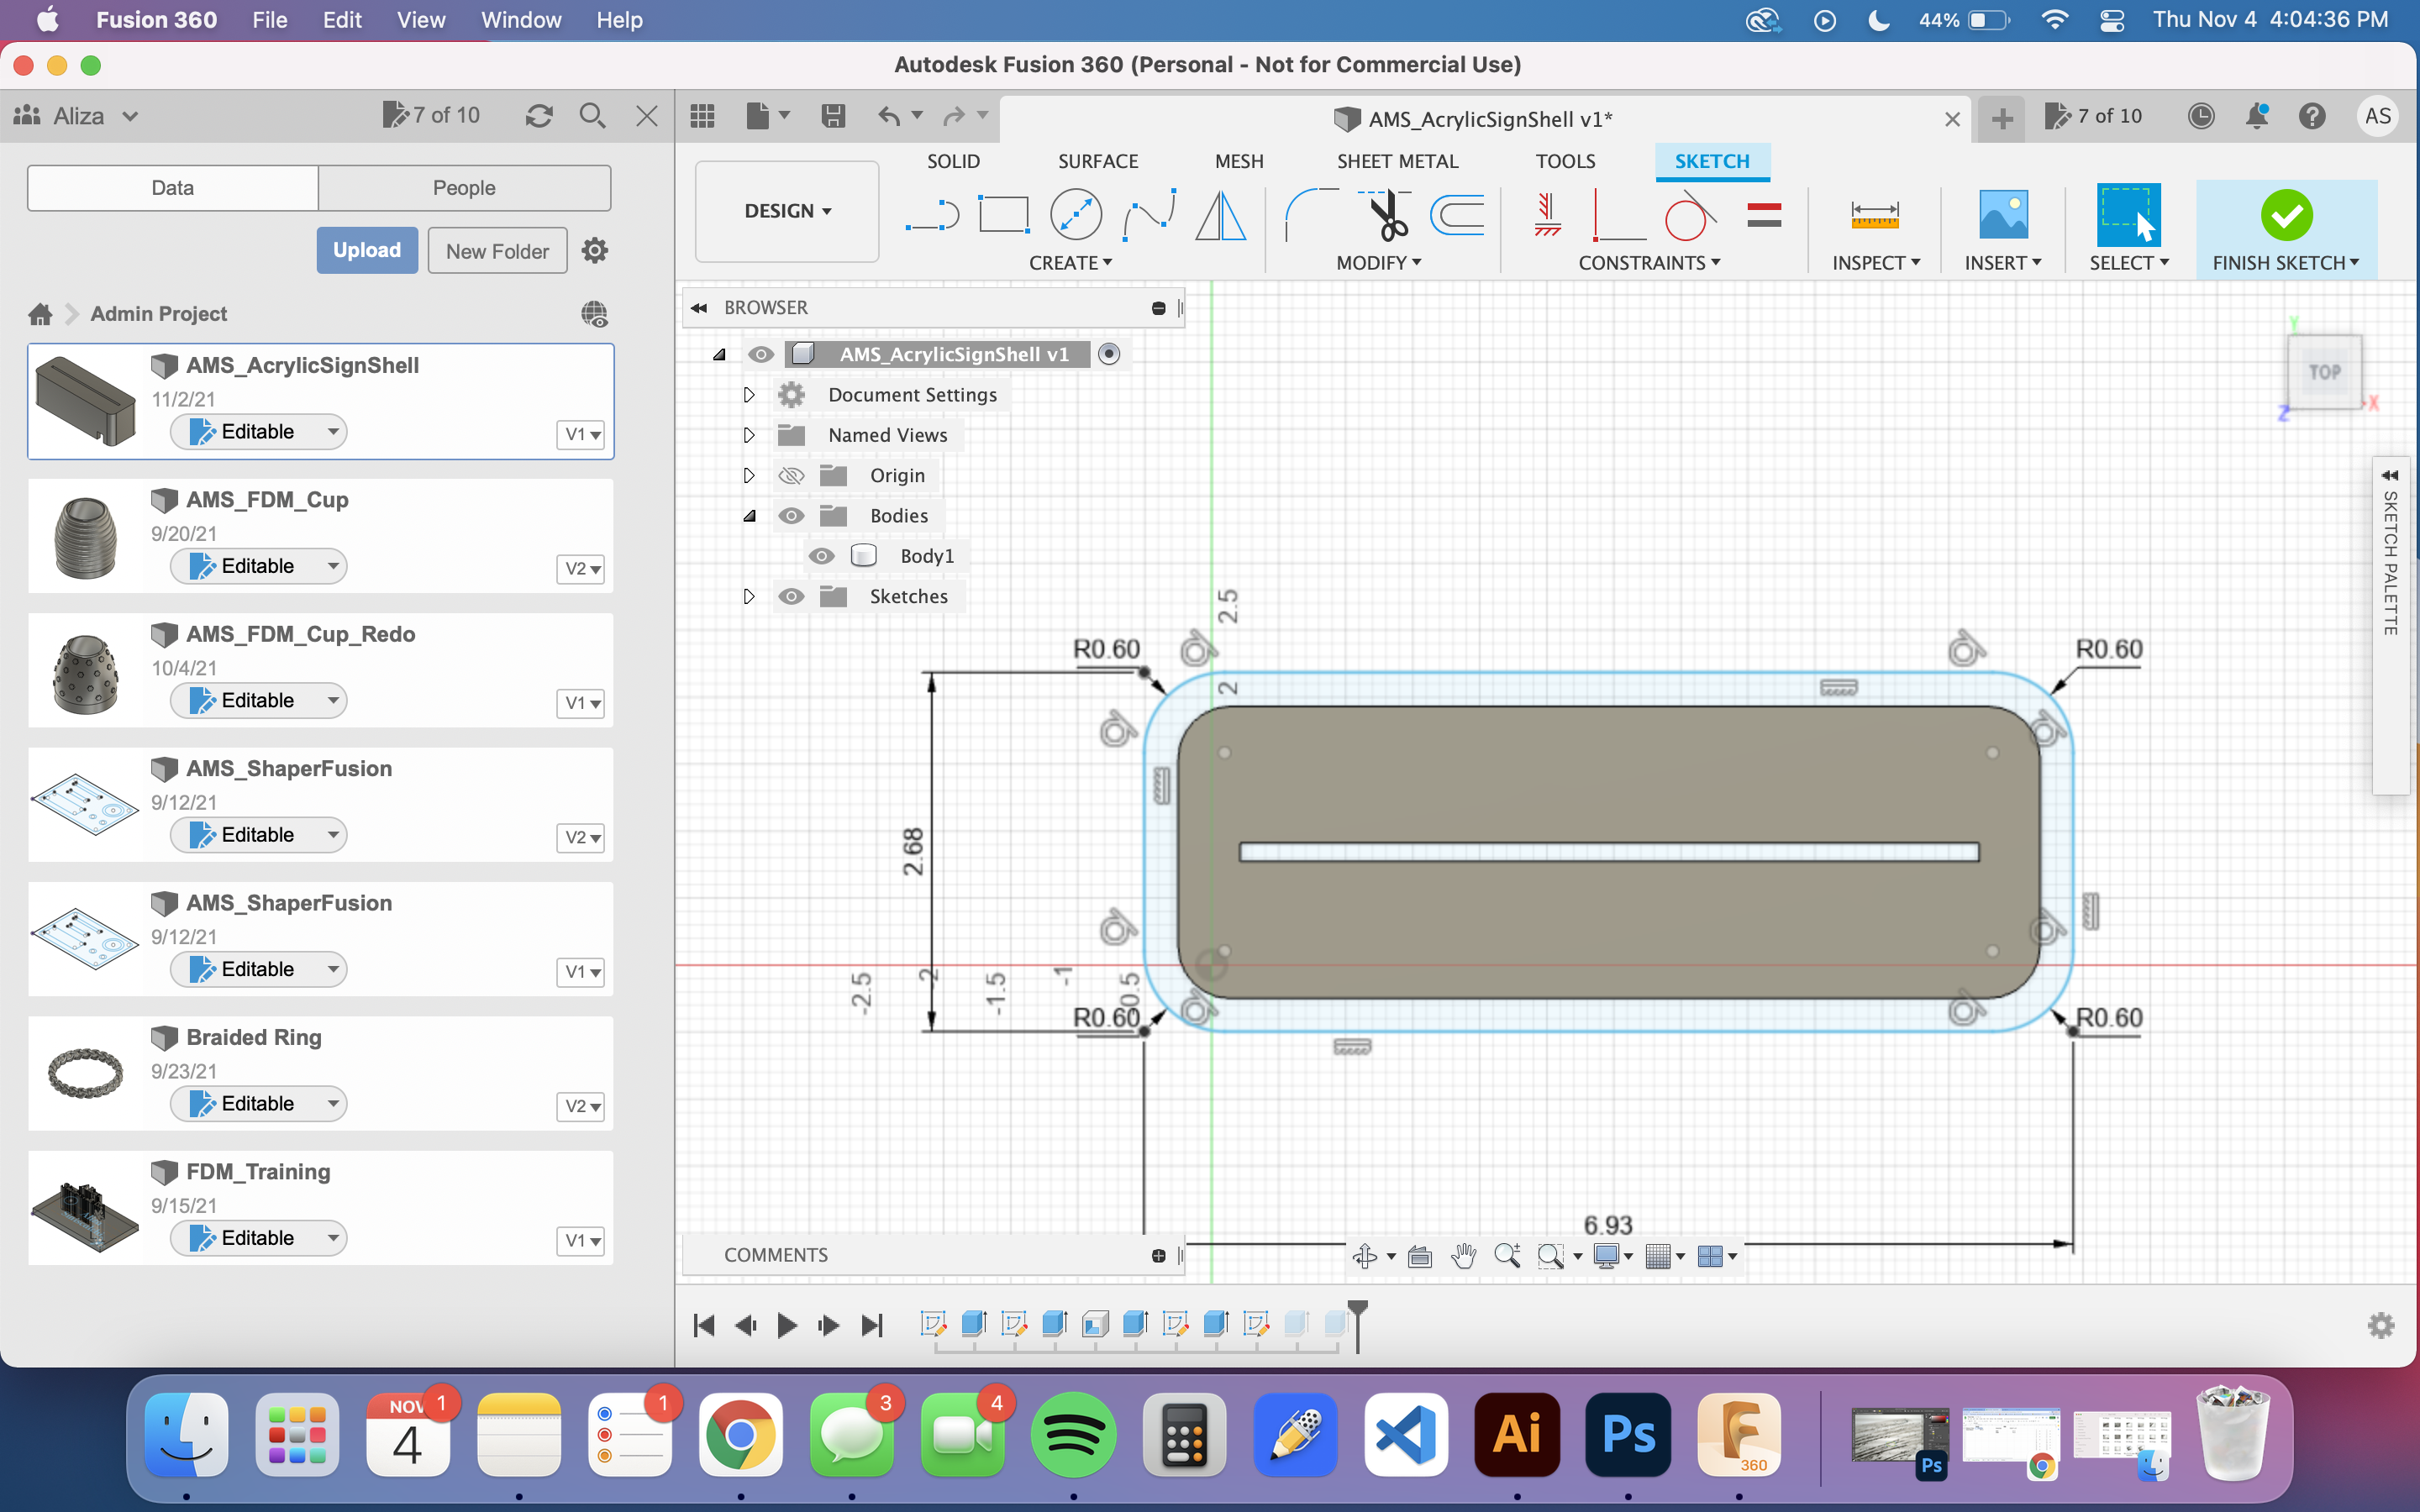 Fusion 360 File Edit View Window Help 44% Thu Nov 4 4:04:36 PM
Autodesk Fusion 360 (Personal - Not for Commercial Use)
Aliza 7 of 10 AMS_AcrylicSignShell v1* 7 of 10 AS
Data People
Upload New Folder
Admin Project
AMS_AcrylicSignShell
11/2/21
Editable V1
AMS_FDM_Cup
9/20/21
Editable V2
AMS_FDM_Cup_Redo
10/4/21
Editable V1
AMS_ShaperFusion
9/12/21
Editable V2
AMS_ShaperFusion
9/12/21
Editable V1
Braided Ring
9/23/21
Editable V2
FDM_Training
9/15/21
Editable V1
SOLID SURFACE MESH SHEET METAL TOOLS SKETCH
DESIGN
CREATE MODIFY CONSTRAINTS INSPECT INSERT SELECT FINISH SKETCH
BROWSER
AMS_AcrylicSignShell v1
Document Settings
Named Views
Origin
Bodies
Body1
Sketches
Y
TOP
X
Z
SKETCH PALETTE
2.5
R0.60 R0.60
2
2.68
-2.5 -2 -1.5 -1 0.5
R0.60 R0.60
6.93
COMMENTS
NOV 4 1
1
3
4
Ai
Ps
360
Ps